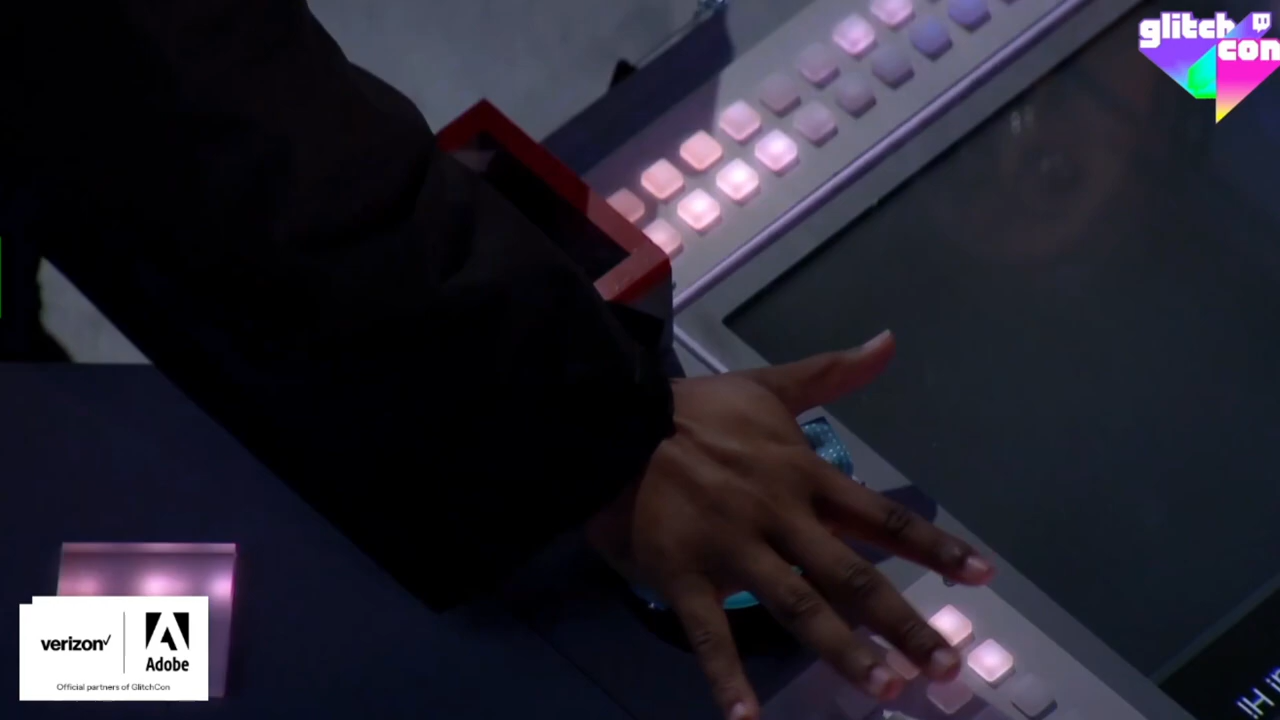 glitch
con
verizon✓
Adobe
Official partners of GlitchCon